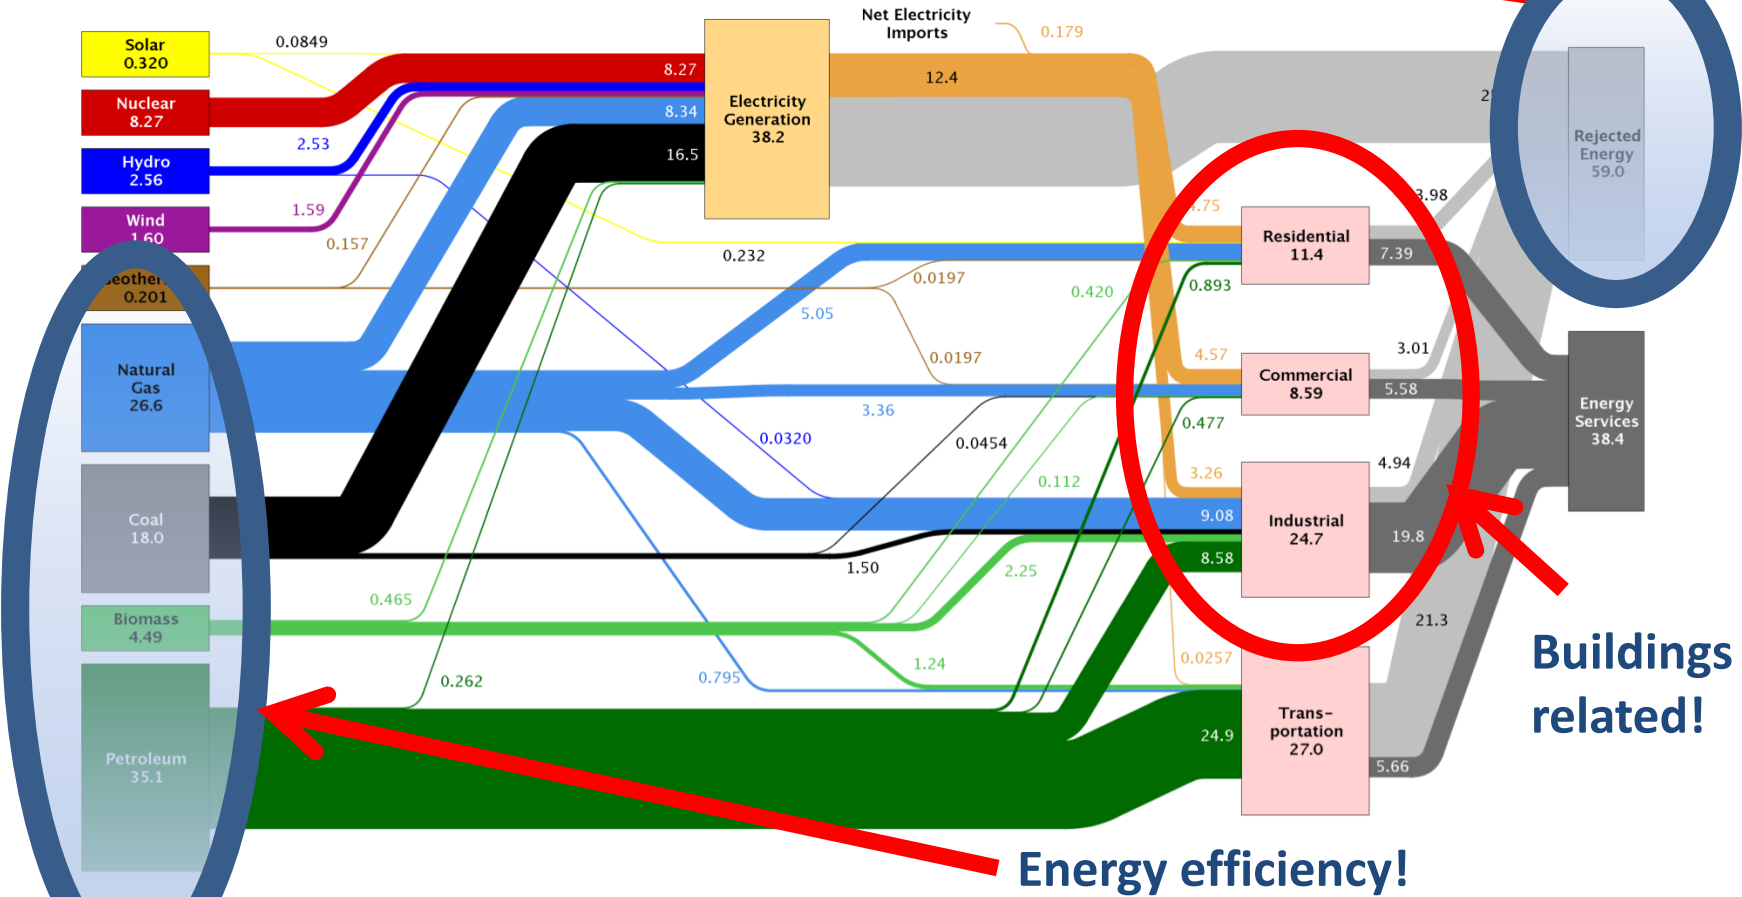 Net Electricity
Imports
0.179
Solar
0.320
0.0849
Nuclear
8.27
8.27
12.4
Electricity
Generation
38.2
8.34
16.5
Hydro
2.56
2.53
Wind
1.60
1.59
0.157
0.201
0.232
Rejected
Energy
59.0
3.98
Residential
11.4
7.39
0.0197
0.420
0.893
5.05
Natural
Gas
26.6
0.0197
4.57
3.01
Commercial
8.59
5.58
3.36
0.477
Energy
Services
38.4
0.0320
0.0454
0.112
3.26
4.94
Coal
18.0
9.08
Industrial
24.7
19.8
8.58
1.50
2.25
0.465
Biomass
4.49
21.3
1.24
0.0257
0.262
0.795
Buildings
related!
Petroleum
35.1
24.9
Trans-
portation
27.0
5.66
Energy efficiency!